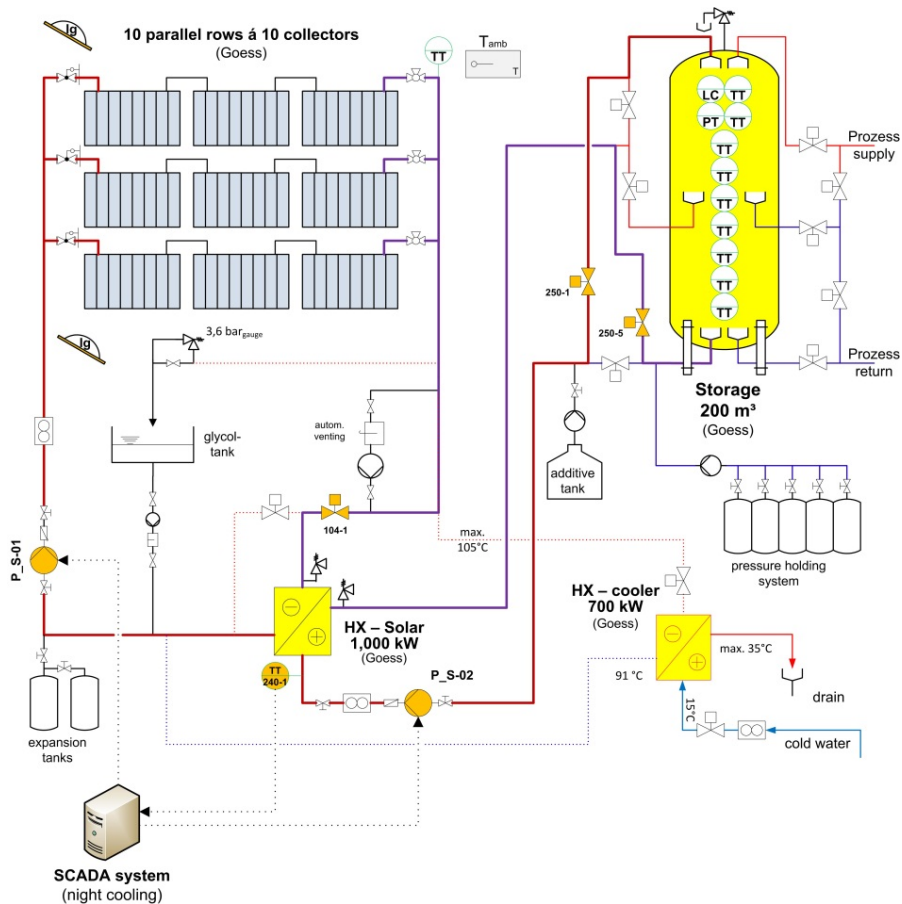 Ig
10 parallel rows á 10 collectors
(Goess)
TT
Tamb
T
LC
TT
PT
TT
TT
TT
TT
TT
TT
TT
TT
Prozess
supply
250-1
250-5
Ig
3,6 bar gauge
Prozess
return
Storage
200 m³
(Goess)
glycol-
tank
autom.
venting
additive
tank
104-1
max.
105°C
pressure holding
system
P_S-01
HX – Solar
1,000 kW
(Goess)
HX – cooler
700 kW
(Goess)
max. 35°C
91 °C
15°C
drain
cold water
TT
240-1
P_S-02
expansion
tanks
SCADA system
(night cooling)